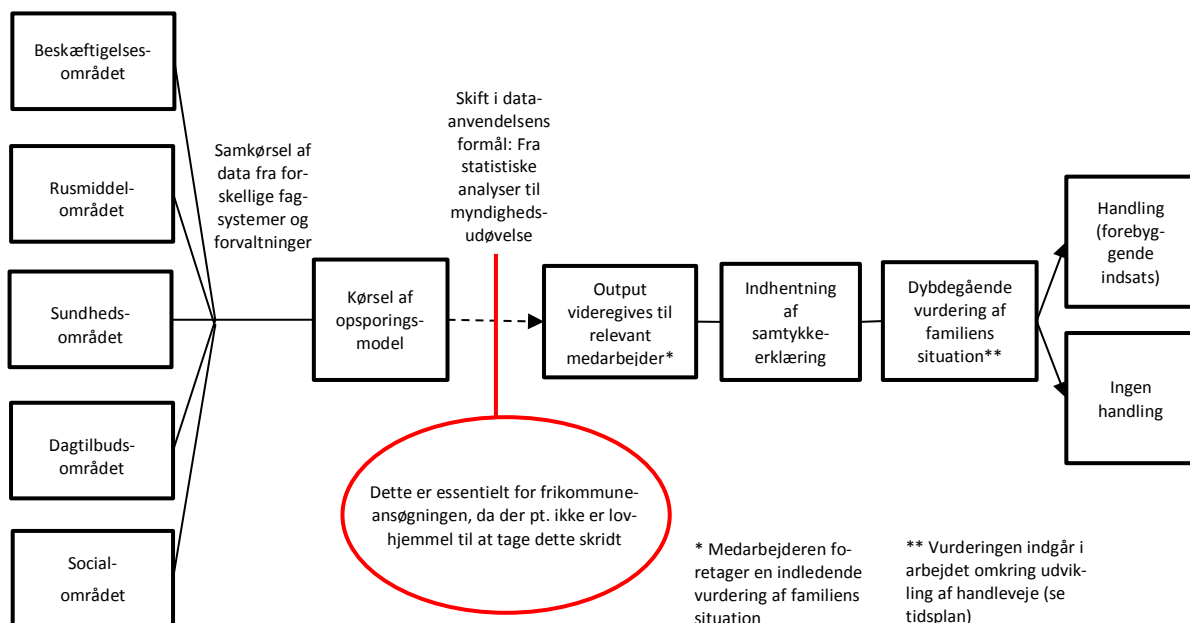 Beskæftigelses-
området
Rusmiddel-
området
Sundheds-
området
Dagtilbuds-
området
Social-
området
Samkørsel af
data fra for-
skellige fag-
systemer og
forvaltninger
Kørsel af
opsporings-
model
Skift i data-
anvendelsens
formål: Fra
statistiske
analyser til
myndigheds-
udøvelse
Dette er essentielt for frikommune-
ansøgningen, da der pt. ikke er lov-
hjemmel til at tage dette skridt
Output
videregives til
relevant
medarbejder*
Indhentning
af
samtykke-
erklæring
Dybdegående
vurdering af
familiens
situation**
Handling
(forebyg-
gende
indsats)
Ingen
handling
* Medarbejderen fo-
retager en indledende
vurdering af familiens
situation
** Vurderingen indgår i
arbejdet omkring udvik-
ling af handleveje (se
tidsplan)